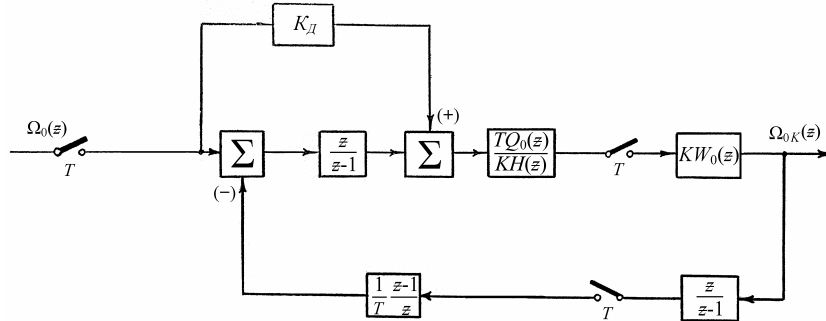 K_Д
Ω₀(z)
T
Σ
(−)
z
z-1
(+)
Σ
TQ₀(z)
KH(z)
T
KW₀(z)
Ω₀K(z)
1
T
z-1
z
T
z
z-1